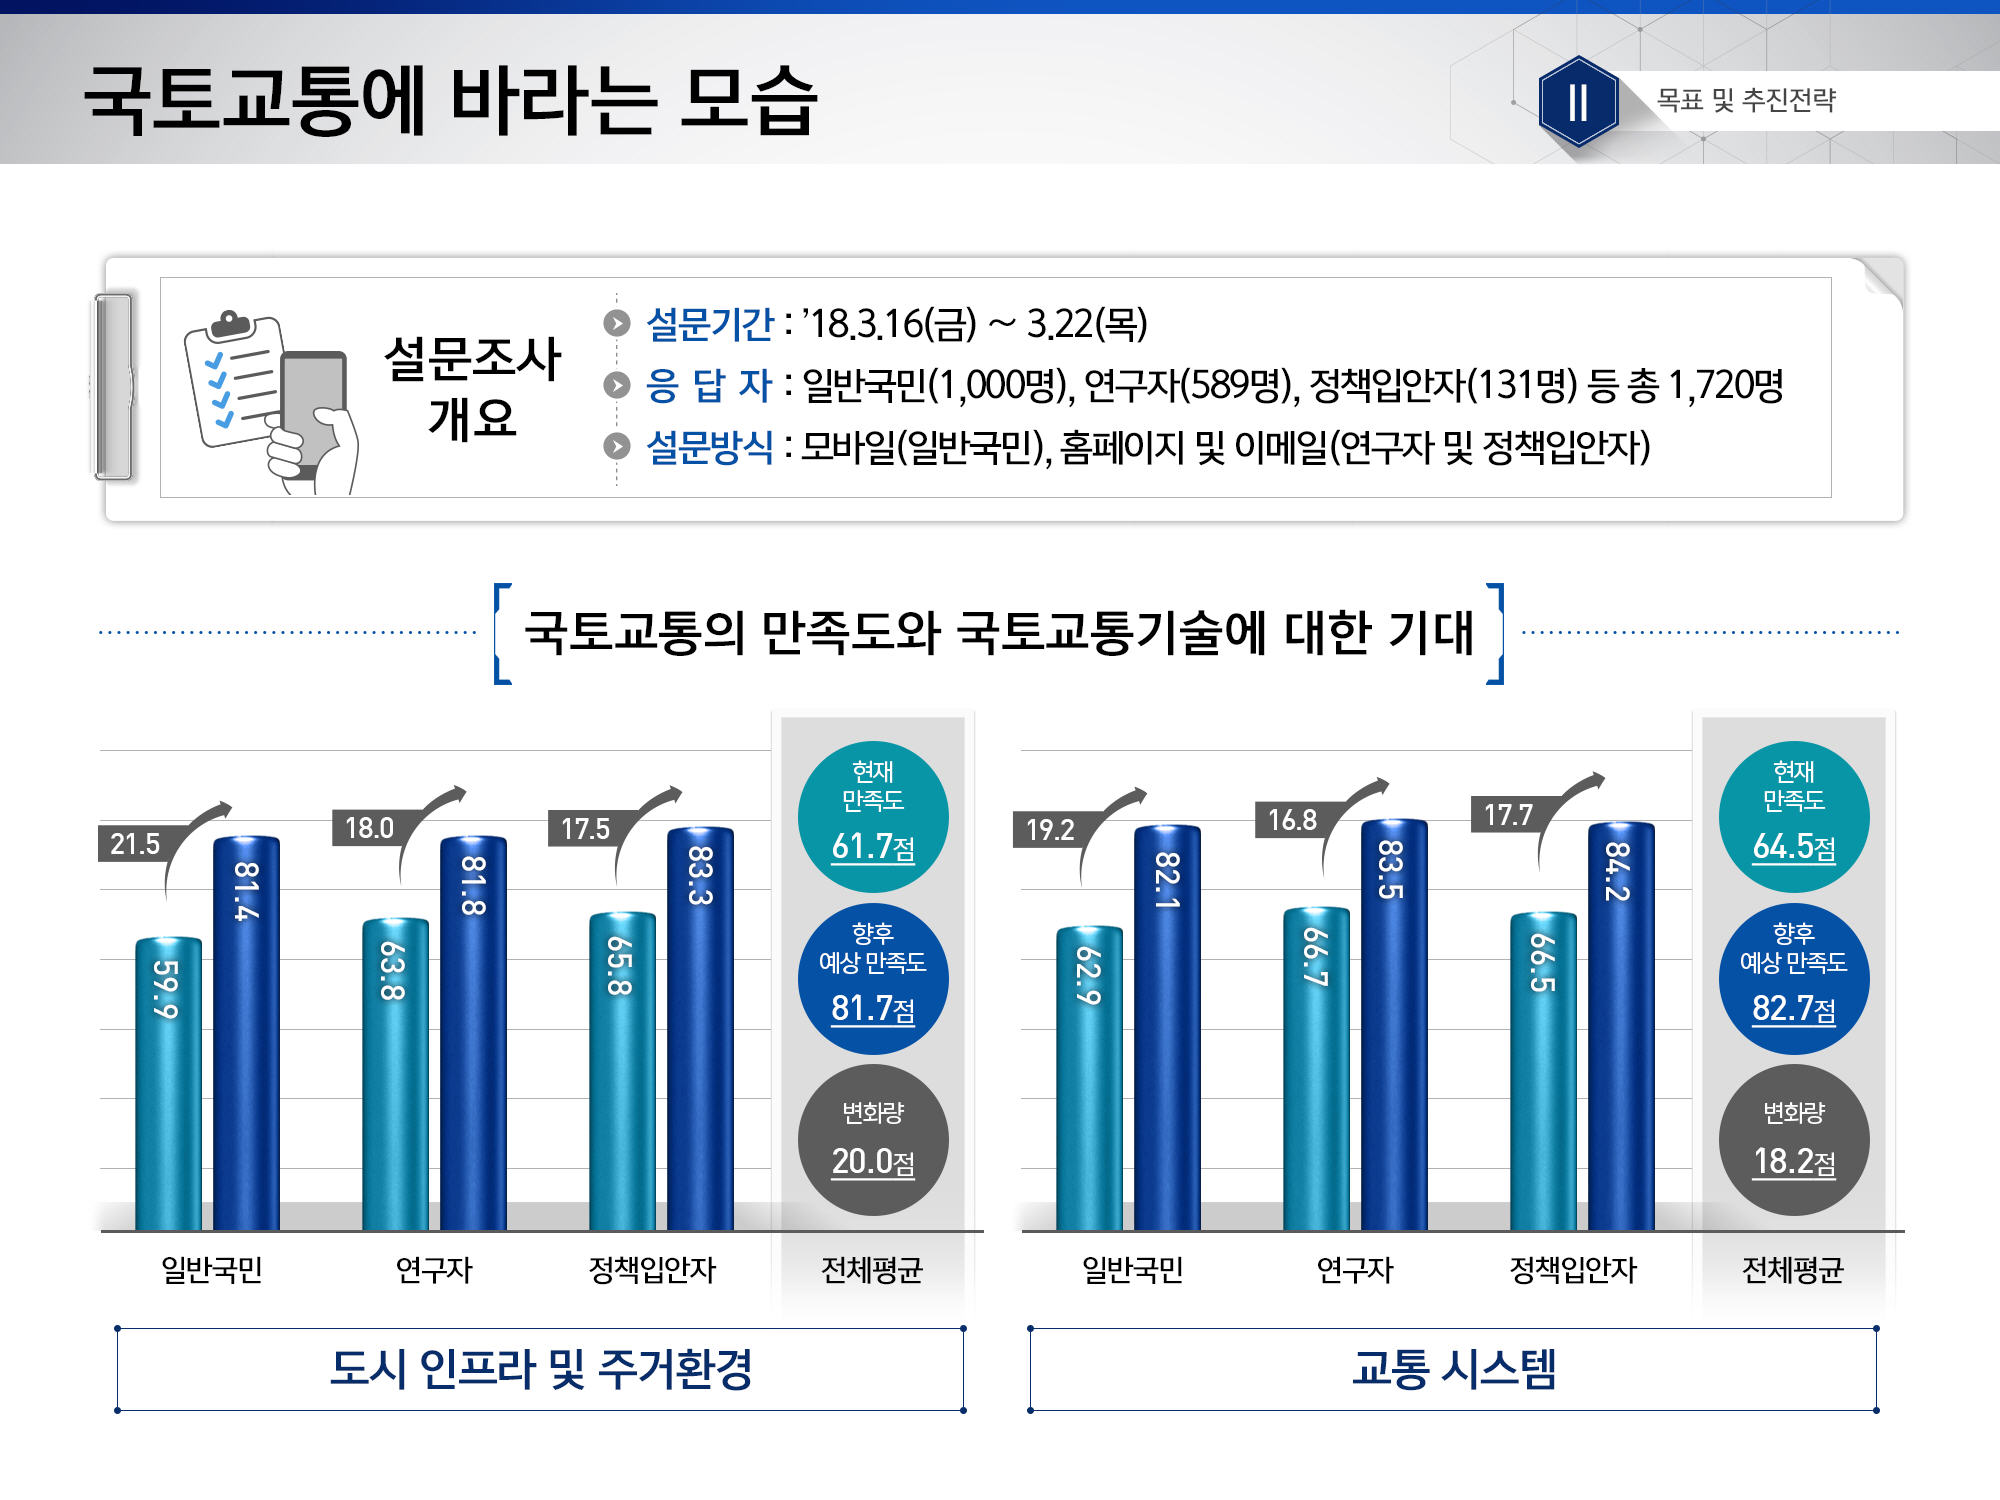 국토교통에 바라는 모습
II
목표 및 추진전략
설문조사
개요
설문기간 : ’18.3.16(금) ~ 3.22(목)
응 답 자 : 일반국민(1,000명), 연구자(589명), 정책입안자(131명) 등 총 1,720명
설문방식 : 모바일(일반국민), 홈페이지 및 이메일(연구자 및 정책입안자)
국토교통의 만족도와 국토교통기술에 대한 기대
21.5
59.9
81.4
18.0
63.8
81.8
17.5
65.8
83.3
현재
만족도
61.7점
향후
예상 만족도
81.7점
변화량
20.0점
일반국민
연구자
정책입안자
전체평균
도시 인프라 및 주거환경
19.2
62.9
82.1
16.8
66.7
83.5
17.7
66.5
84.2
현재
만족도
64.5점
향후
예상 만족도
82.7점
변화량
18.2점
일반국민
연구자
정책입안자
전체평균
교통 시스템